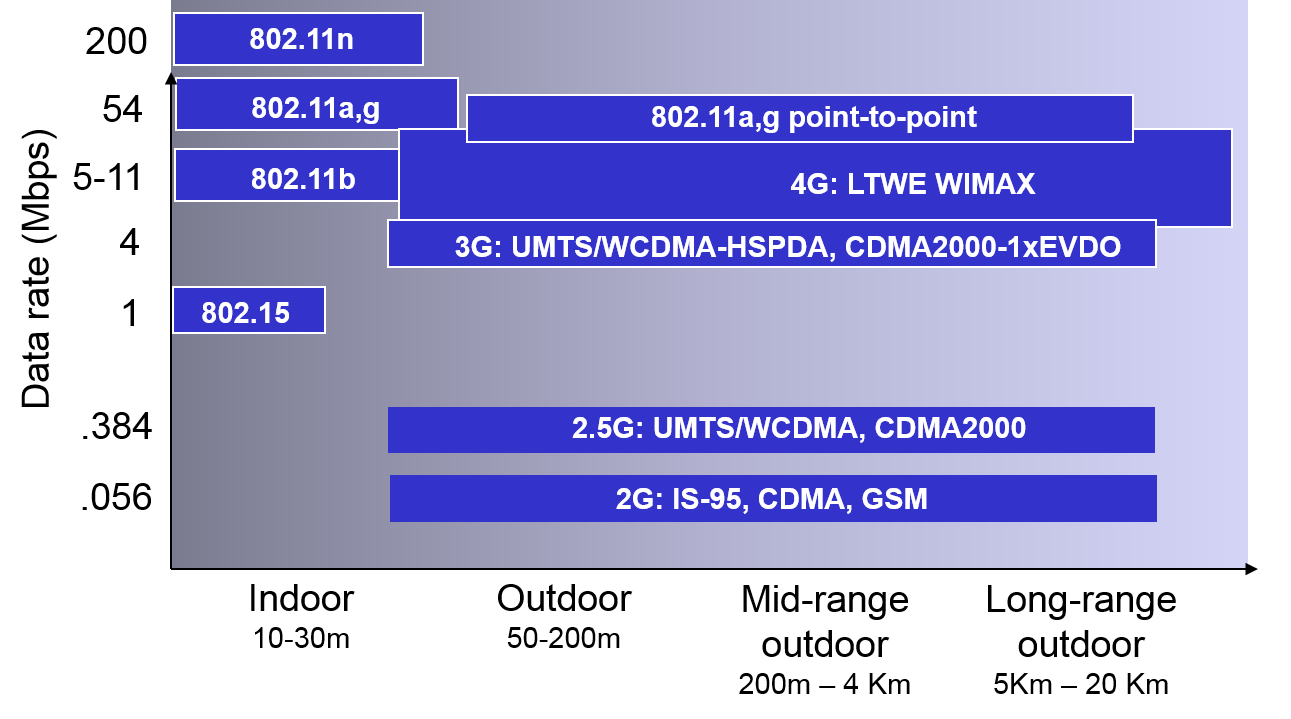 200
802.11n
54
802.11a,g
802.11a,g point-to-point
Data rate (Mbps)
5-11
802.11b
4G: LTWE WIMAX
4
3G: UMTS/WCDMA-HSPDA, CDMA2000-1xEVDO
1
802.15
.384
2.5G: UMTS/WCDMA, CDMA2000
.056
2G: IS-95, CDMA, GSM
Indoor
10-30m
Outdoor
50-200m
Mid-range
outdoor
200m – 4 Km
Long-range
outdoor
5Km – 20 Km